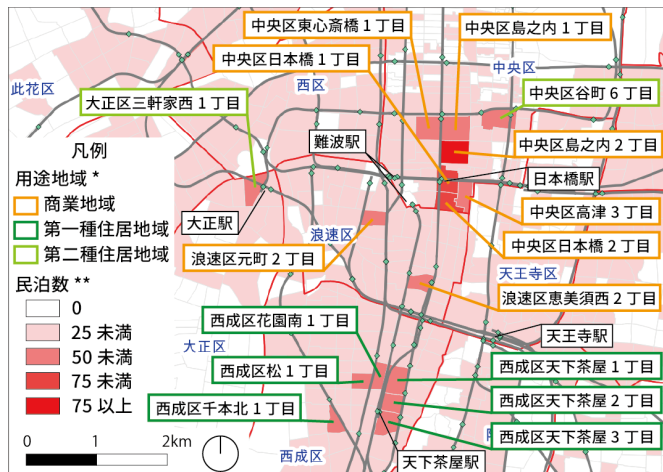 中央区東心斎橋 1 丁目
中央区島之内 1 丁目
中央区日本橋 1 丁目
西区
中央区
此花区
大正区三軒家西 1 丁目
中央区谷町 6 丁目
難波駅
中央区島之内 2 丁目
日本橋駅
凡例
用途地域 *
商業地域
第一種住居地域
第二種住居地域
民泊数 **
0
25 未満
50 未満
75 未満
75 以上
0
1
2km
大正駅
中央区高津 3 丁目
浪速区
中央区日本橋 2 丁目
浪速区元町 2 丁目
天王寺区
浪速区恵美須西 2 丁目
西成区花園南 1 丁目
天王寺駅
大正区
西成区松 1 丁目
西成区天下茶屋 1 丁目
西成区千本北 1 丁目
西成区天下茶屋 2 丁目
西成区天下茶屋 3 丁目
西成区
天下茶屋駅